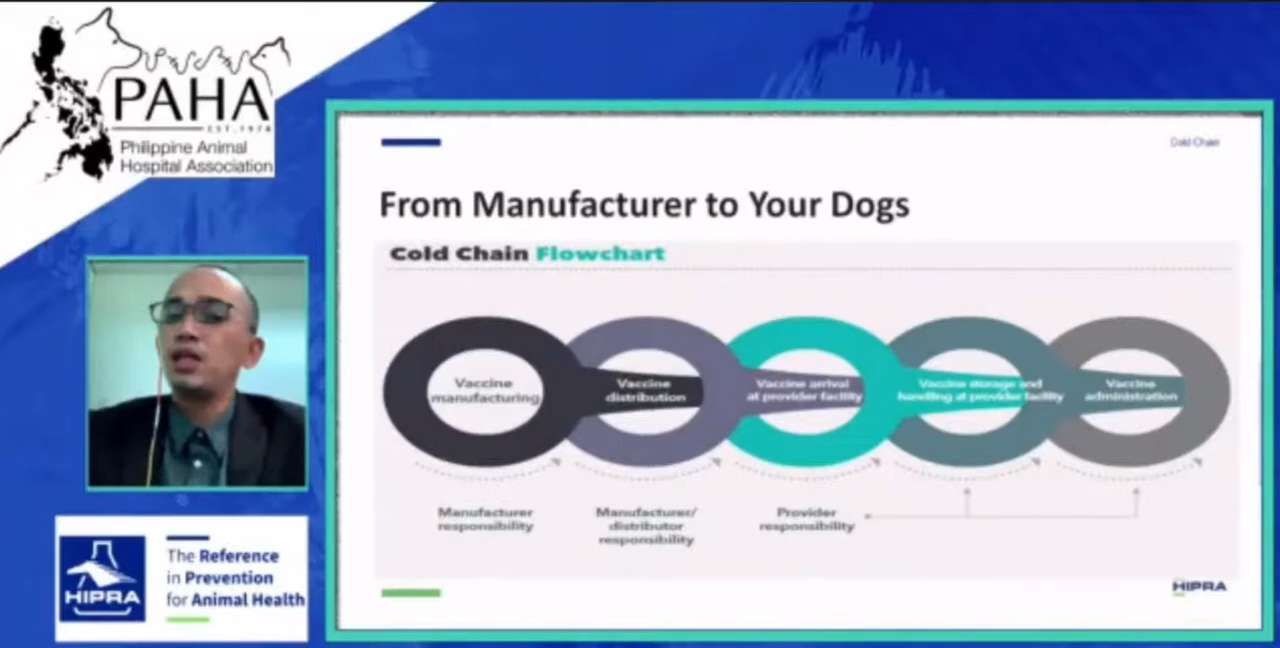 PAHA
EST.1978
Philippine Animal
Hospital Association
Cold Chain
From Manufacturer to Your Dogs
Cold Chain Flowchart
Vaccine
manufacturing
Vaccine
distribution
Vaccine arrival
at provider facility
Vaccine storage and
handling at provider facility
Vaccine
administration
Manufacturer
responsibility
Manufacturer/
distributor
responsibility
Provider
responsibility
HIPRA
HIPRA
The Reference
in Prevention
for Animal Health